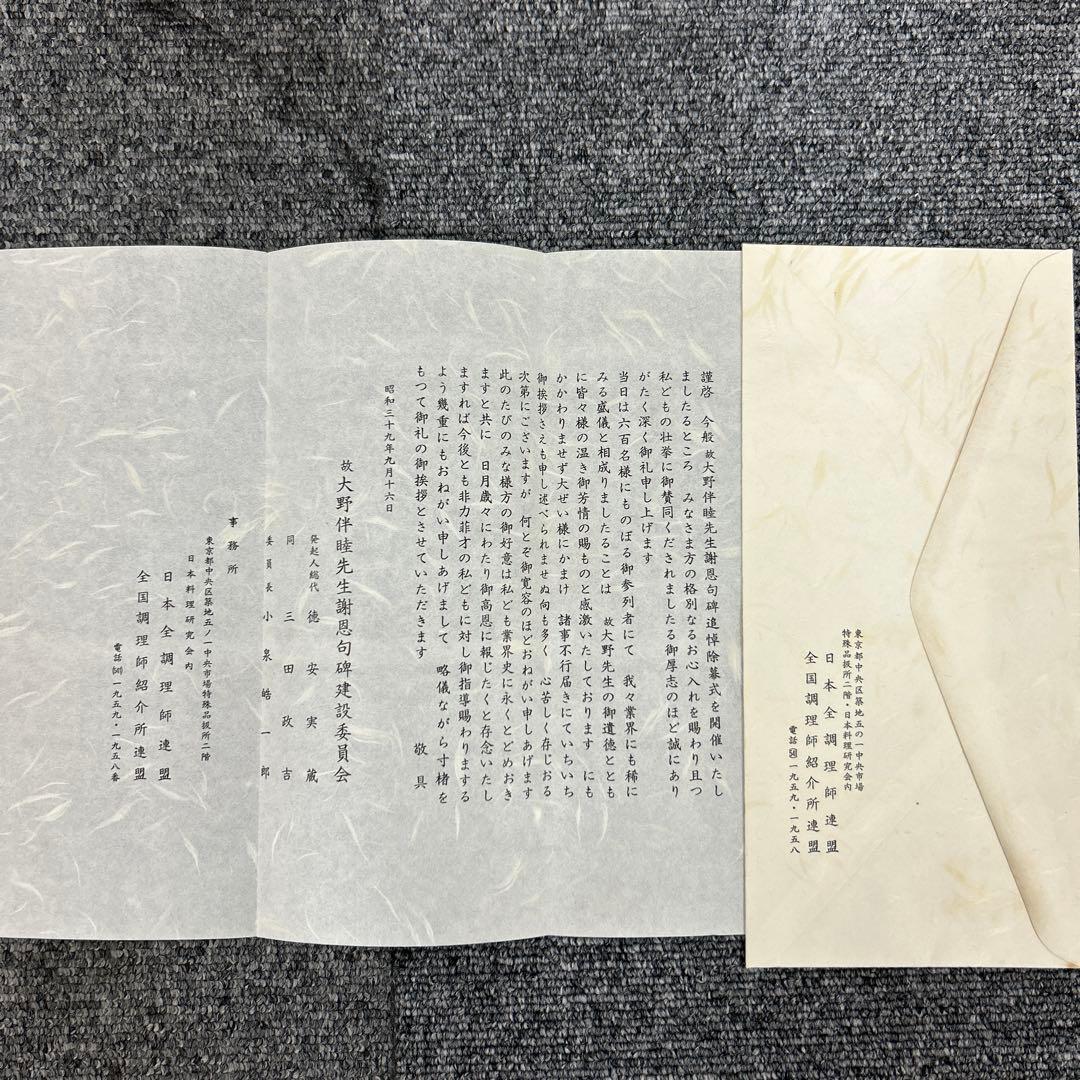 謹啓　今般故大野伴睦先生謝恩句碑追悼除幕式を開催いたし
ましたるところ　みなさま方の格別なるお心入れを賜わり且つ
私どもの壮挙に御賛同くだされましたる御厚志のほど誠にあり
がたく深く御礼申し上げます
当日は六百名様にものぼる御参列者にて　我々業界にも稀に
みる盛儀と相成りましたることは　故大野先生の御遺徳ととも
に皆々様の温き御芳情の賜ものと感激いたしております　にも
かかわりませず大ぜい様にかまけ　諸事不行届きにていちいち
御挨拶さえも申し述べられませぬ向も多く　心苦しく存じおる
次第にございますが　何とぞ御寛容のほどおねがい申しあげます
此のたびのみな様方の御好意は私ども業界史に永くとどめおき
ますと共に　日月歳々にわたり御高恩に報じたくと存念いたし
ますれば今後とも非力菲才の私どもに対し御指導賜わりまする
よう幾重にもおねがい申しあげまして　略儀ながら寸楮を
もつて御礼の御挨拶とさせていただきます　敬具
昭和三十九年九月十六日
故大野伴睦先生謝恩句碑建設委員会
発起人総代　德安実蔵
同　三田政吉
委員長　小泉皓一郎
事務所
東京都中央区築地五ノ一中央市場特殊品扱所二階
日本料理研究会内
日本全調理師連盟
全国調理師紹介所連盟
電話(541)一九五九・一九五八番
東京都中央区築地五の一中央市場
特殊品扱所二階・日本料理研究会内
日本全調理師連盟
全国調理師紹介所連盟
電話一九五九・一九五八